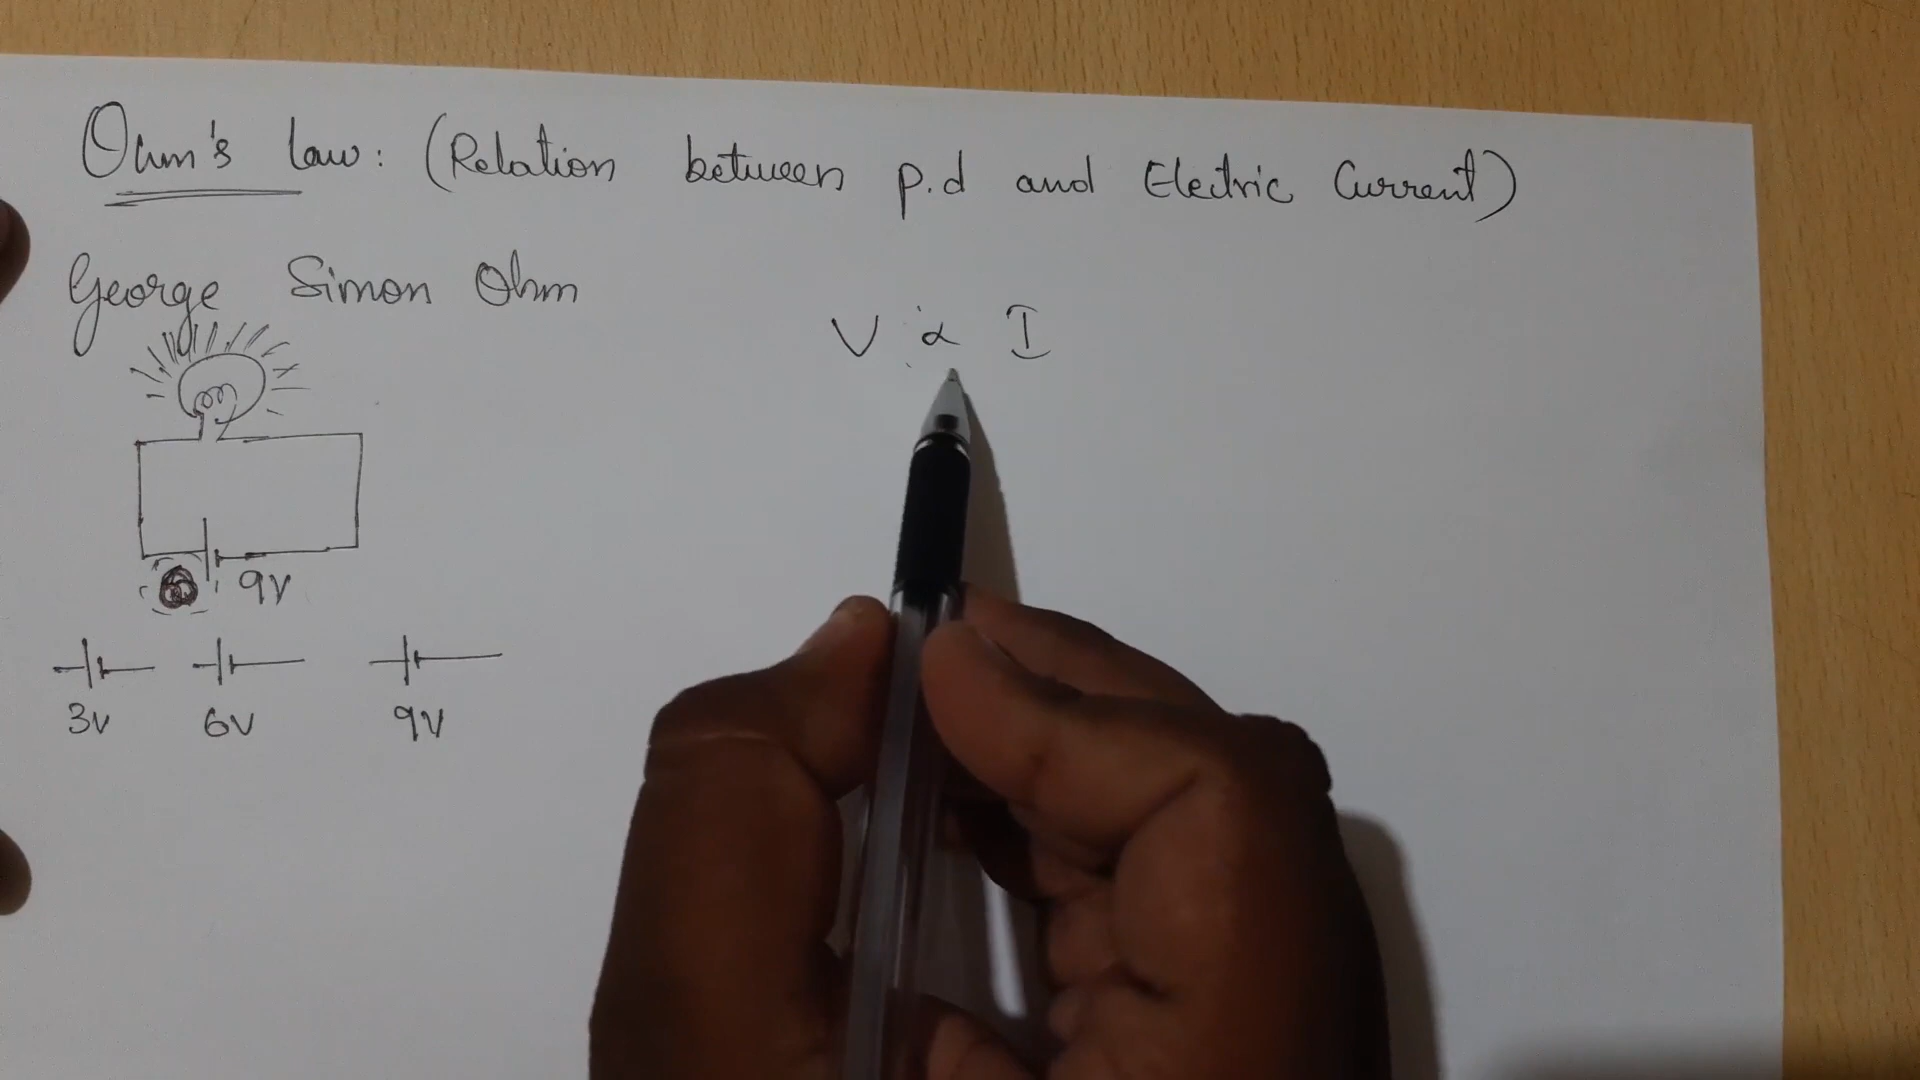 Ohm's Law: (Relation between p.d and Electric Current)
George Simon Ohm
V ∝ I
9V
3V 6V 9V